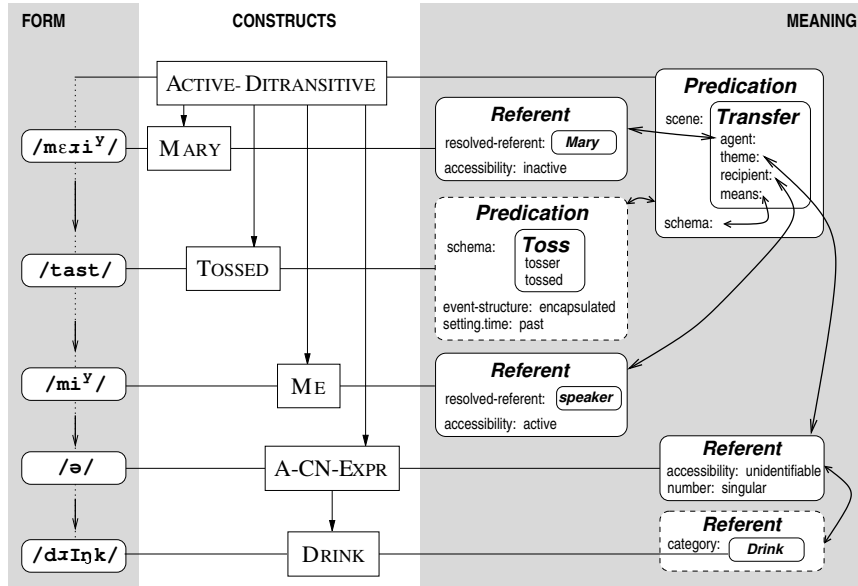 FORM CONSTRUCTS MEANING
ACTIVE-DITRANSITIVE
Predication
scene: Transfer
agent:
theme:
recipient:
means:
schema:
/mɛɹiʸ/
MARY
Referent
resolved-referent: Mary
accessibility: inactive
/tast/
TOSSED
Predication
schema: Toss
tosser
tossed
event-structure: encapsulated
setting.time: past
/miʸ/
ME
Referent
resolved-referent: speaker
accessibility: active
/ə/
A-CN-EXPR
Referent
accessibility: unidentifiable
number: singular
/dɹIŋk/
DRINK
Referent
category: Drink